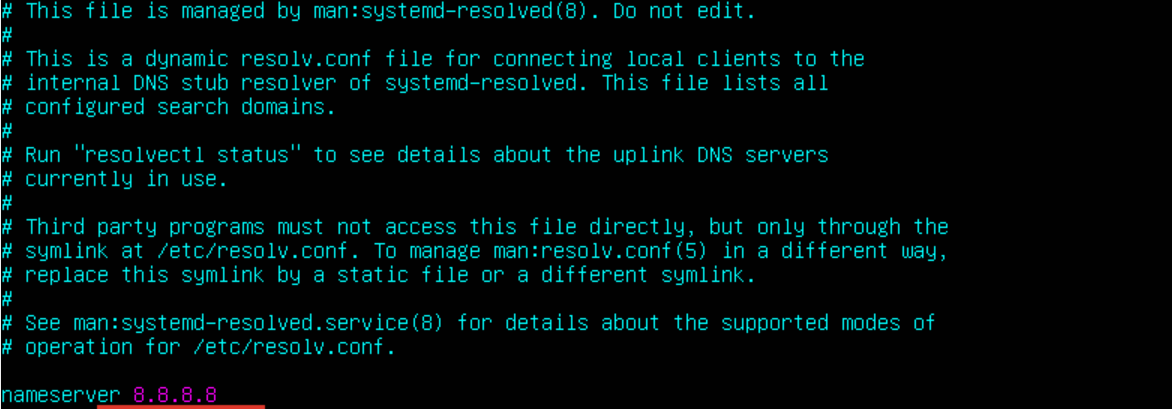 # This file is managed by man:systemd-resolved(8). Do not edit.
#
# This is a dynamic resolv.conf file for connecting local clients to the
# internal DNS stub resolver of systemd-resolved. This file lists all
# configured search domains.
#
# Run "resolvectl status" to see details about the uplink DNS servers
# currently in use.
#
# Third party programs must not access this file directly, but only through the
# symlink at /etc/resolv.conf. To manage man:resolv.conf(5) in a different way,
# replace this symlink by a static file or a different symlink.
#
# See man:systemd-resolved.service(8) for details about the supported modes of
# operation for /etc/resolv.conf.
nameserver 8.8.8.8